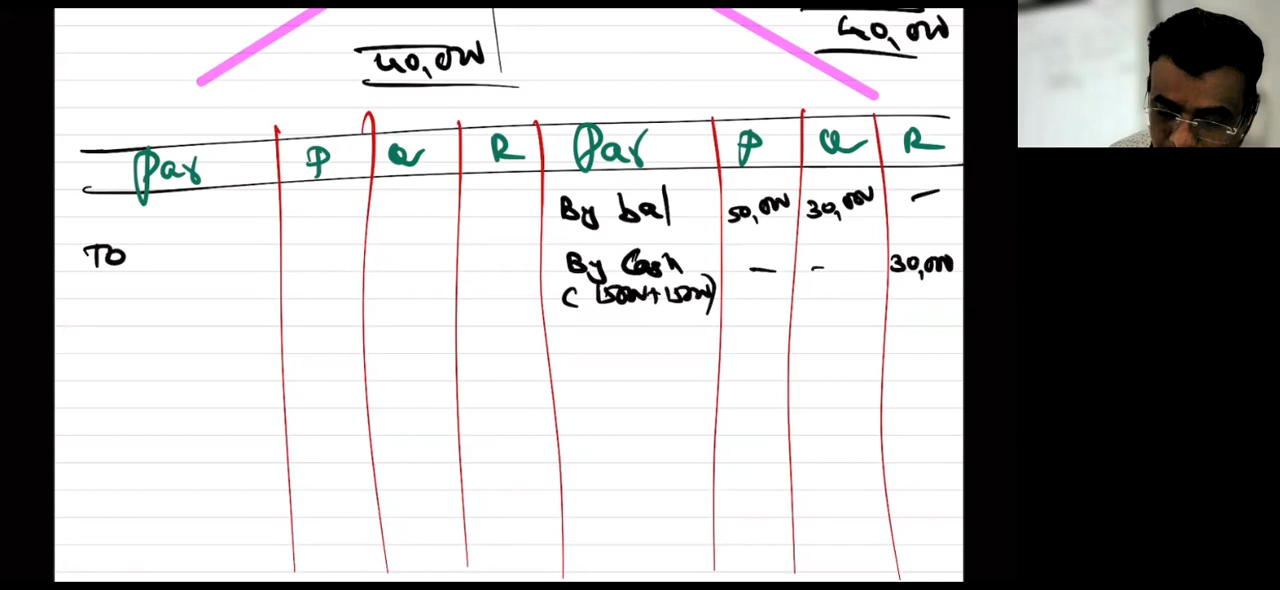 40,000
40,000
Par P Q R Par P Q R
By bal 50,000 30,000 —
To By Cash — - 30,000
( 15000+15000)